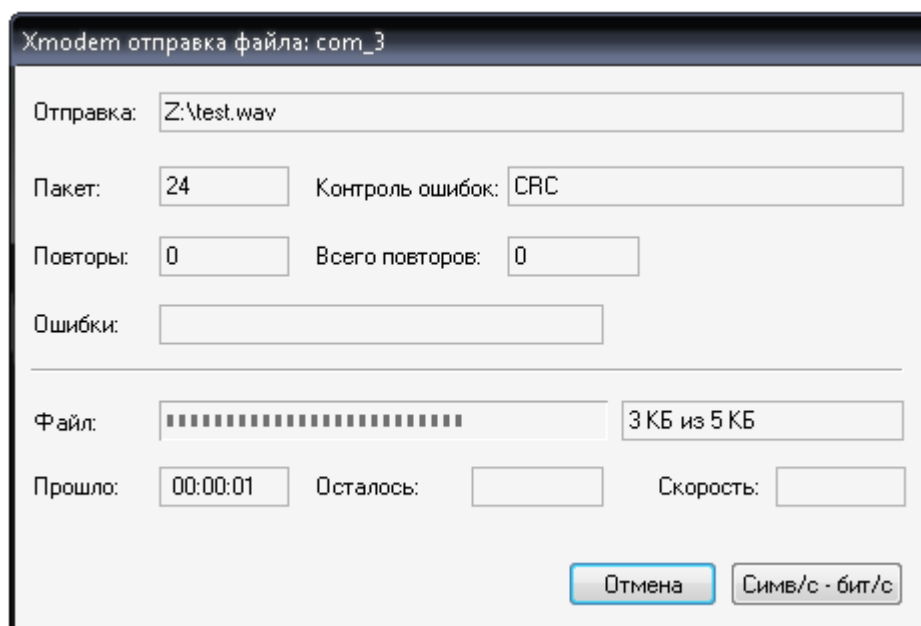 Xmodem отправка файла: com_3
Отправка: Z:\test.wav
Пакет: 24 Контроль ошибок: CRC
Повторы: 0 Всего повторов: 0
Ошибки:
Файл: 3 КБ из 5 КБ
Прошло: 00:00:01 Осталось: Скорость:
Отмена Симв/с - бит/с